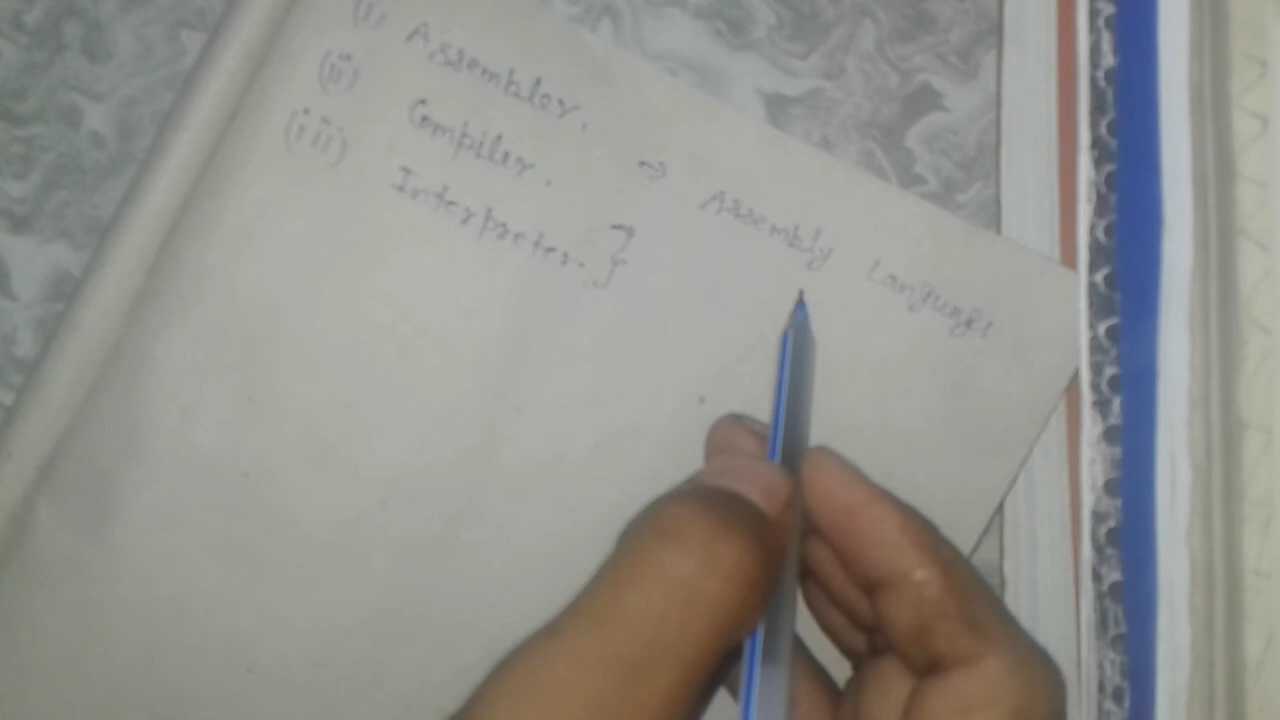 (i) Assembler. → Assembly Language
(ii) Compiler.
(iii) Interpreter. }